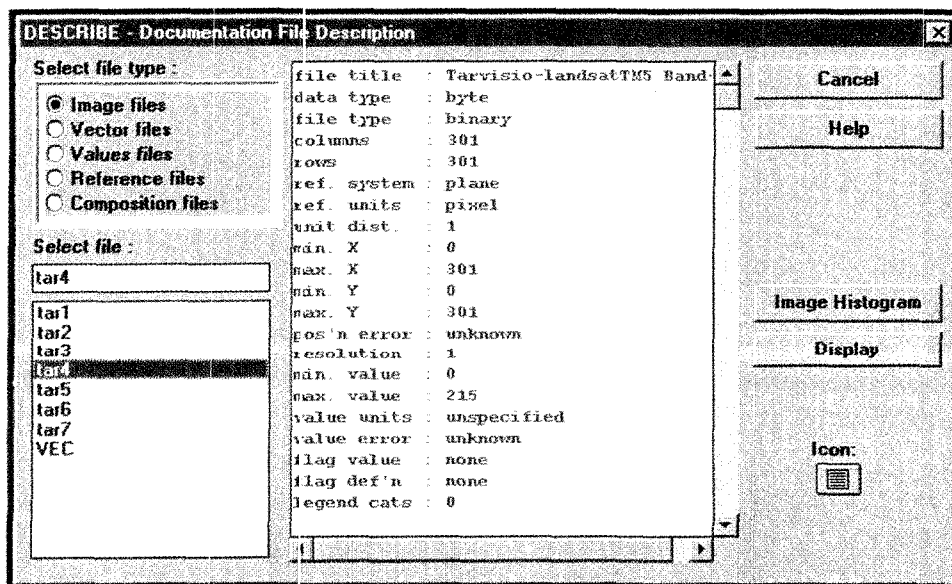 DESCRIBE - Documentation File Description
Select file type :
Image files
Vector files
Values files
Reference files
Composition files
Select file :
tar4
tar1
tar2
tar3
tar4
tar5
tar6
tar7
VEC
file title : Tarvisio-landsatTM5 Band-
data type : byte
file type : binary
columns : 301
rows : 301
ref. system : plane
ref. units : pixel
unit dist. : 1
min. X : 0
max. X : 301
min. Y : 0
max. Y : 301
pos'n error : unknown
resolution : 1
min. value : 0
max. value : 215
value units : unspecified
value error : unknown
flag value : none
flag def'n : none
legend cats : 0
Cancel
Help
Image Histogram
Display
Icon: